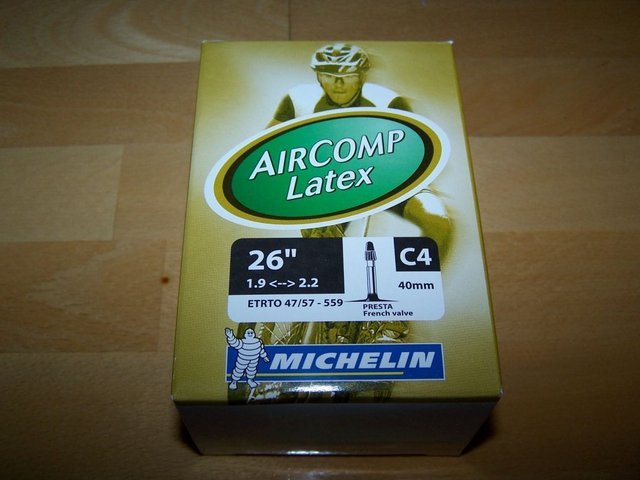 AIRCOMP
Latex
26"
C4
1.9 <--> 2.2
40mm
ETRTO 47/57 - 559
PRESTA
French valve
MICHELIN